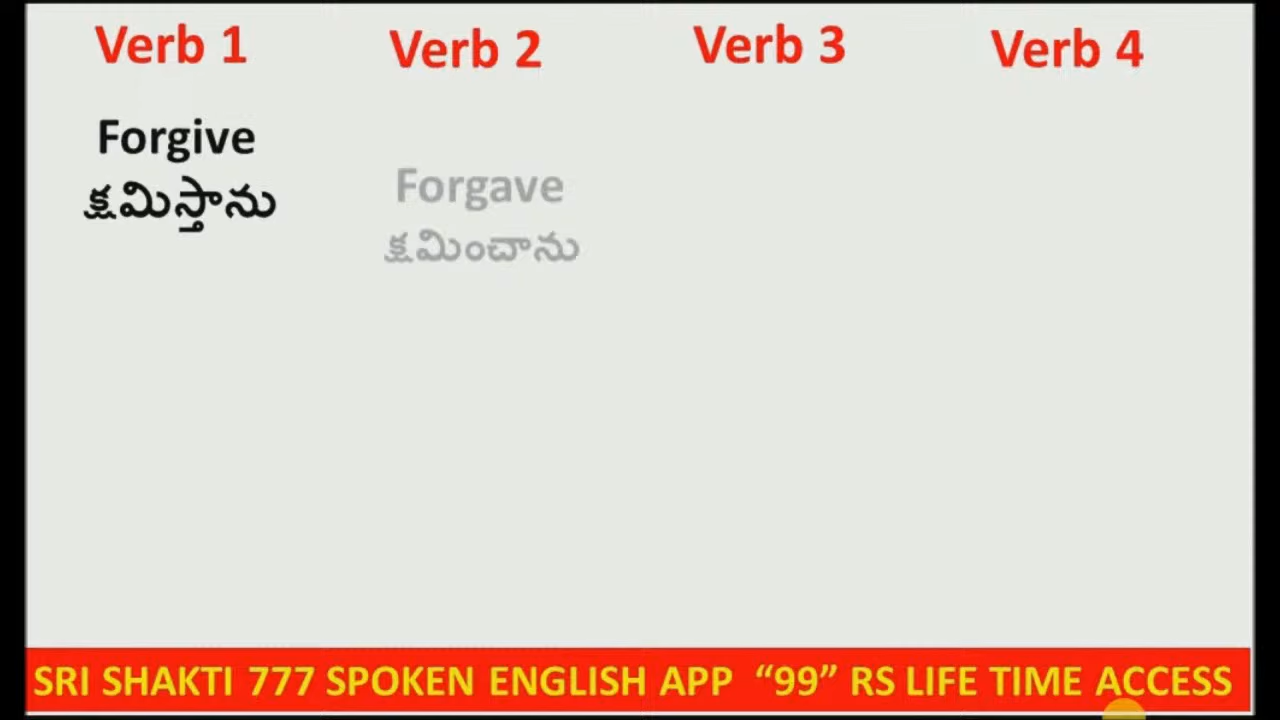 Verb 1 Verb 2 Verb 3 Verb 4
Forgive
క్షమిస్తాను
Forgave
క్షమించాను
SRI SHAKTI 777 SPOKEN ENGLISH APP “99” RS LIFE TIME ACCESS